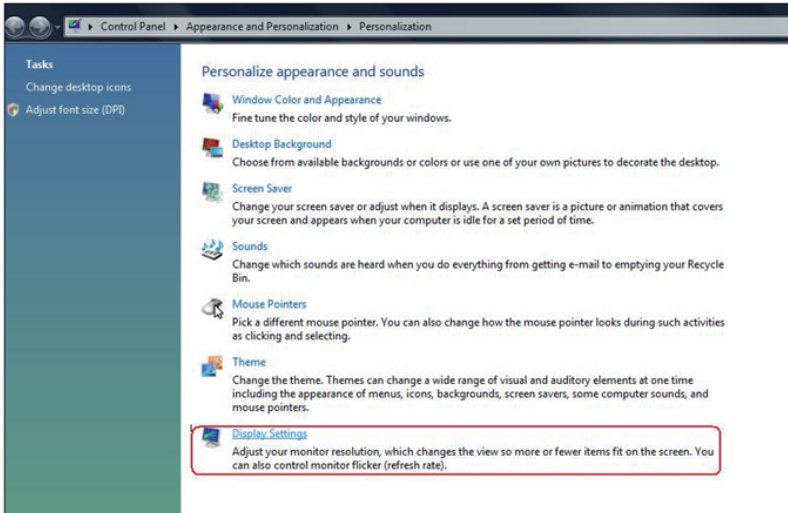 Control Panel ▸ Appearance and Personalization ▸ Personalization
Tasks
Change desktop icons
Adjust font size (DPI)
Personalize appearance and sounds
Window Color and Appearance
Fine tune the color and style of your windows.
Desktop Background
Choose from available backgrounds or colors or use one of your own pictures to decorate the desktop.
Screen Saver
Change your screen saver or adjust when it displays. A screen saver is a picture or animation that covers
your screen and appears when your computer is idle for a set period of time.
Sounds
Change which sounds are heard when you do everything from getting e-mail to emptying your Recycle
Bin.
Mouse Pointers
Pick a different mouse pointer. You can also change how the mouse pointer looks during such activities
as clicking and selecting.
Theme
Change the theme. Themes can change a wide range of visual and auditory elements at one time
including the appearance of menus, icons, backgrounds, screen savers, some computer sounds, and
mouse pointers.
Display Settings
Adjust your monitor resolution, which changes the view so more or fewer items fit on the screen. You
can also control monitor flicker (refresh rate).